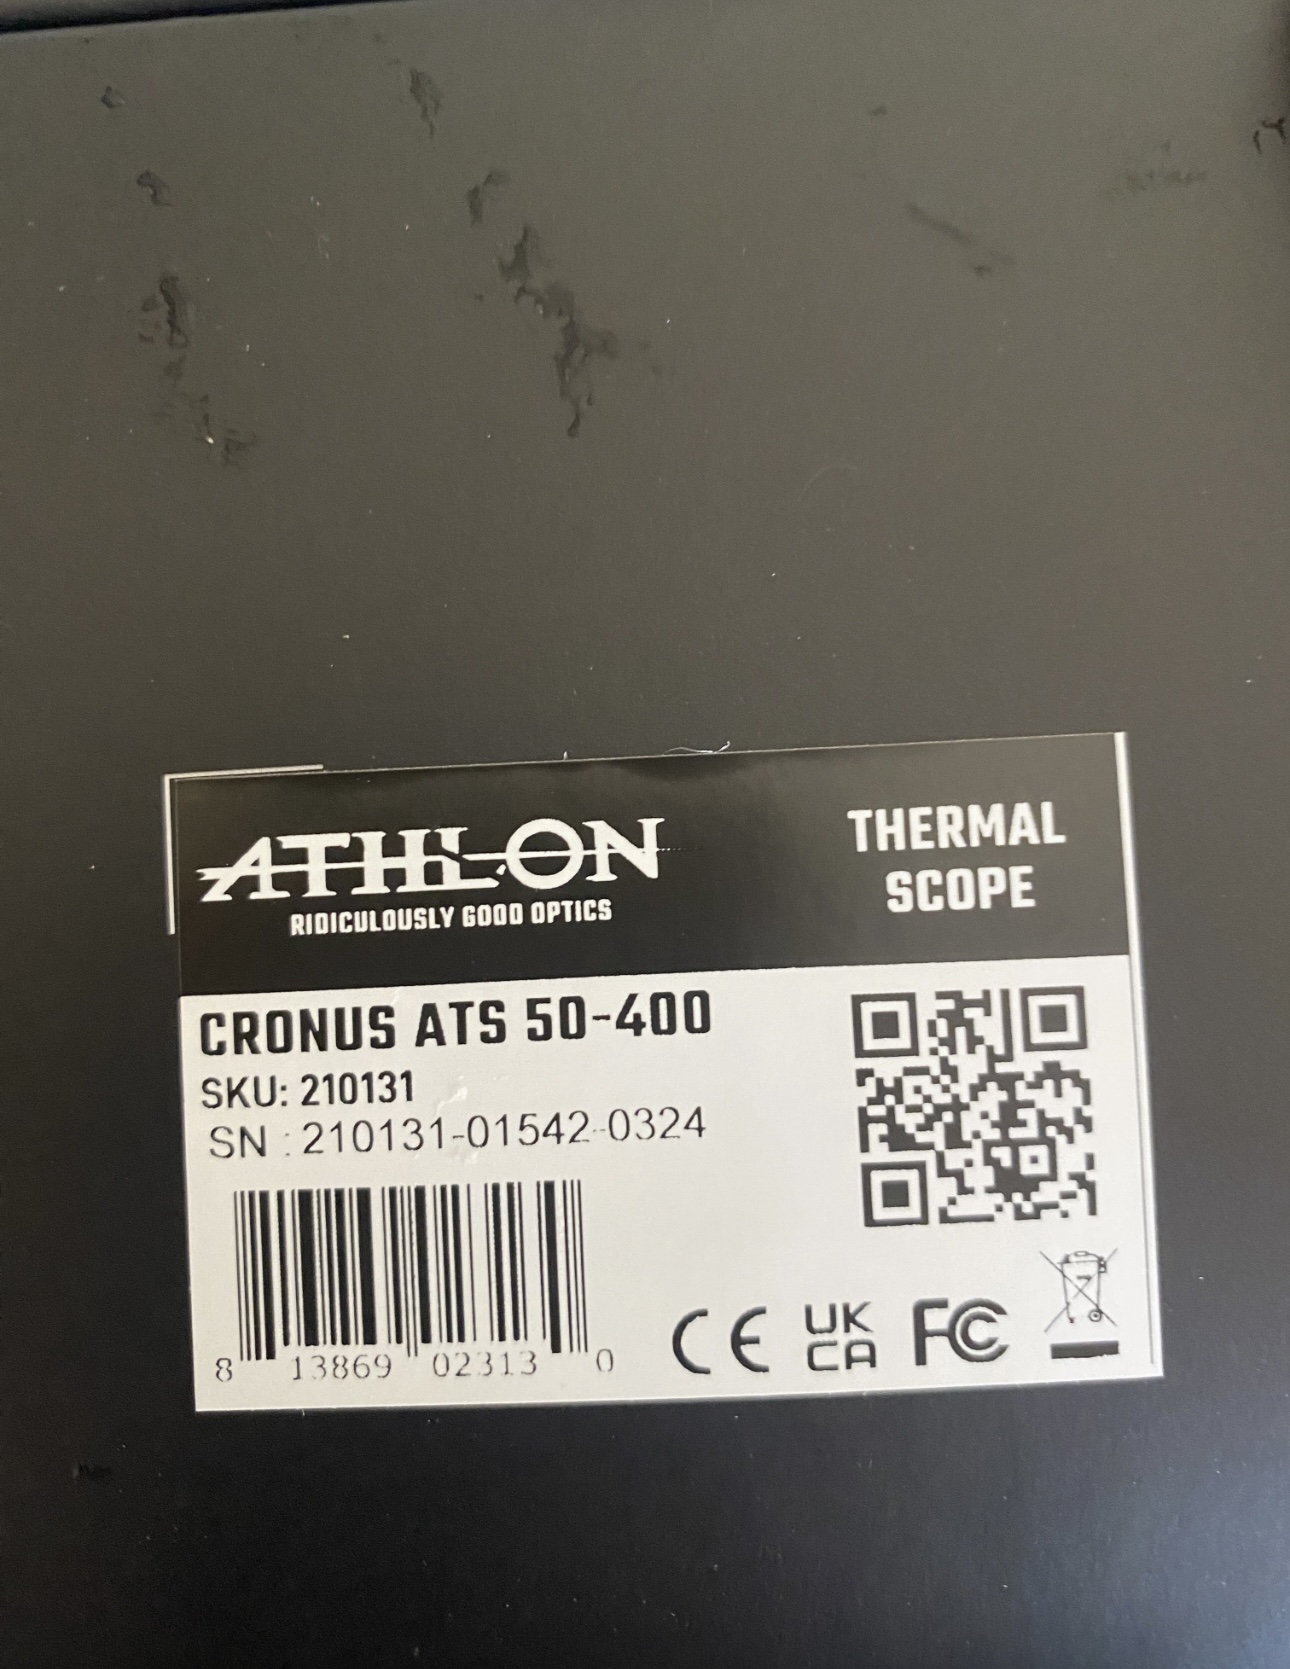 ATHLON
RIDICULOUSLY GOOD OPTICS
THERMAL
SCOPE
CRONUS ATS 50-400
SKU: 210131
SN : 210131-01542-0324
8 13869 02313 0
CE
UK
CA
FC